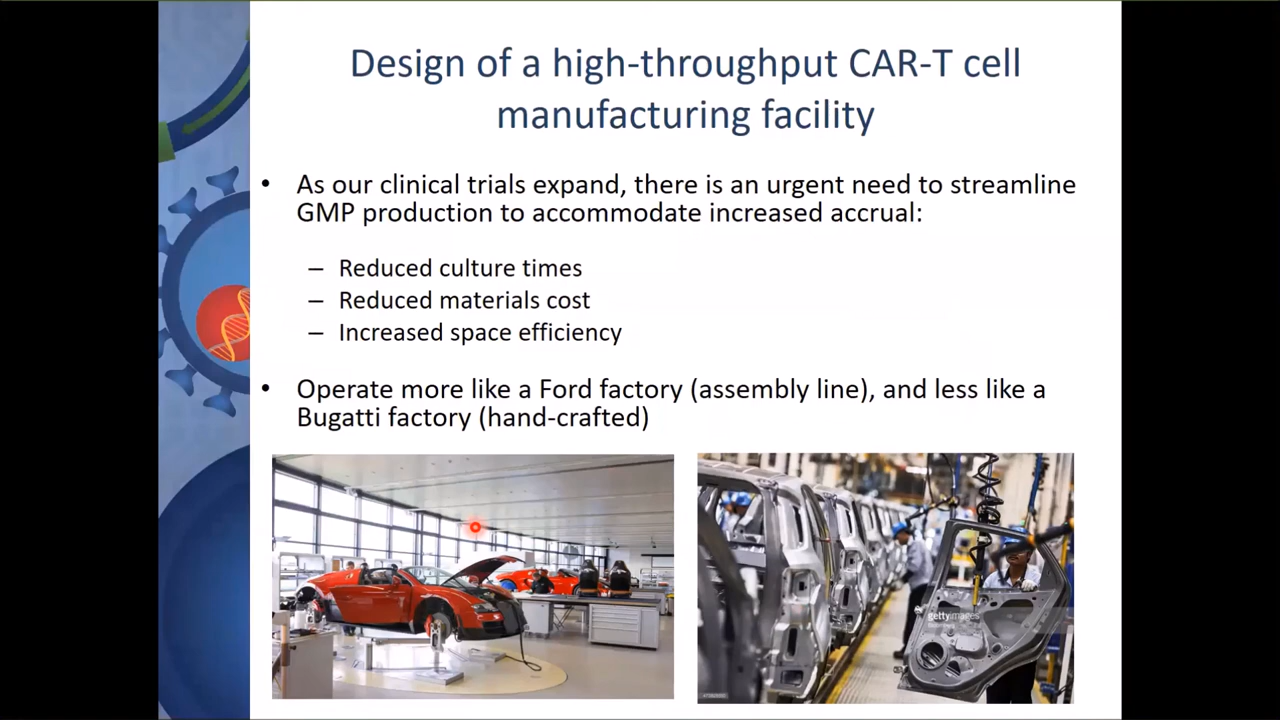 Design of a high-throughput CAR-T cell
manufacturing facility
• As our clinical trials expand, there is an urgent need to streamline
GMP production to accommodate increased accrual:
– Reduced culture times
– Reduced materials cost
– Increased space efficiency
• Operate more like a Ford factory (assembly line), and less like a
Bugatti factory (hand-crafted)
gettyimages